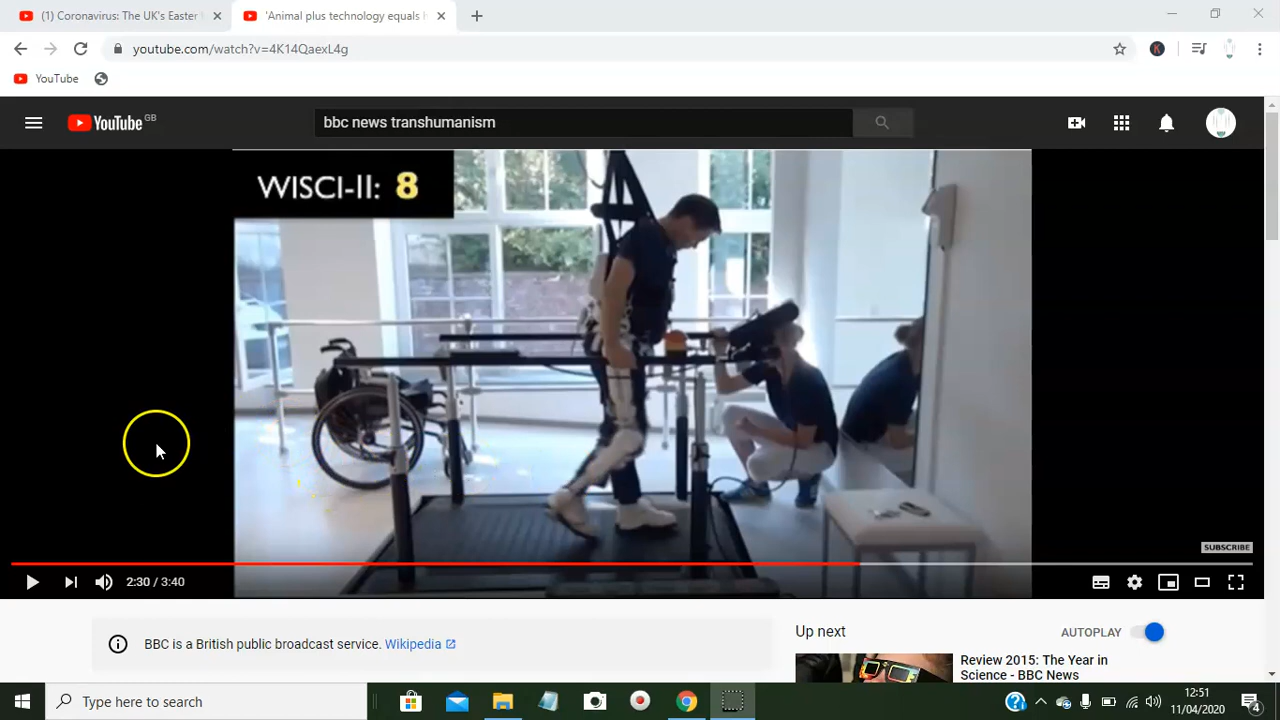 (1) Coronavirus: The UK's Easter
'Animal plus technology equals h
youtube.com/watch?v=4K14QaexL4g
YouTube
YouTube GB
bbc news transhumanism
WISCI-II: 8
SUBSCRIBE
2:30 / 3:40
BBC is a British public broadcast service. Wikipedia
Up next
AUTOPLAY
Review 2015: The Year in
Science - BBC News
Type here to search
12:51
11/04/2020
4